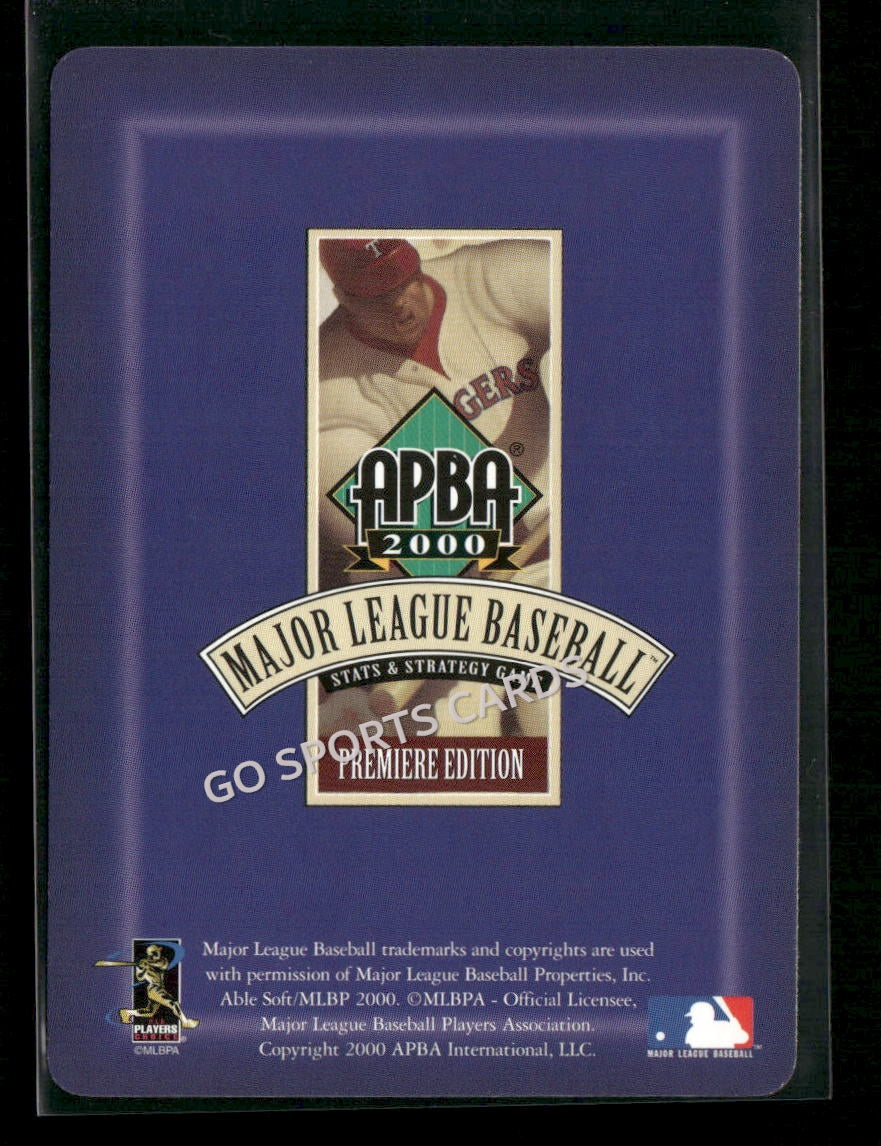 T
GERS
APBA®
2000
MAJOR LEAGUE BASEBALL™
STATS & STRATEGY GAME
GO SPORTS CARDS
PREMIERE EDITION
Major League Baseball trademarks and copyrights are used
with permission of Major League Baseball Properties, Inc.
Able Soft/MLBP 2000. ©MLBPA - Official Licensee,
Major League Baseball Players Association.
Copyright 2000 APBA International, LLC.
PLAYERS
CHOICE®
©MLBPA
MAJOR LEAGUE BASEBALL™